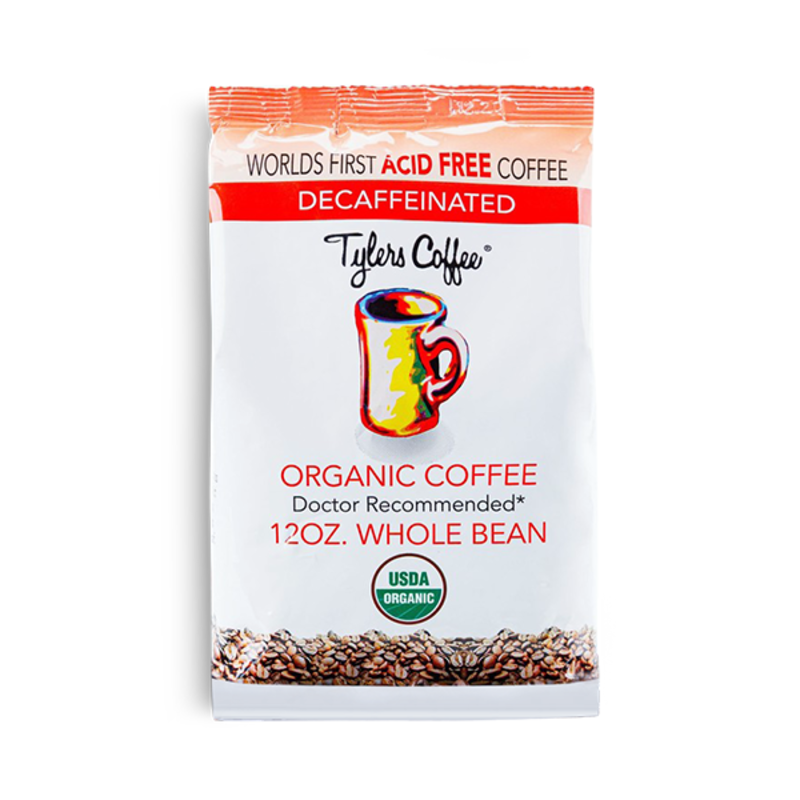 WORLDS FIRST ACID FREE COFFEE
DECAFFEINATED
Tylers Coffee®
ORGANIC COFFEE
Doctor Recommended*
12OZ. WHOLE BEAN
USDA
ORGANIC